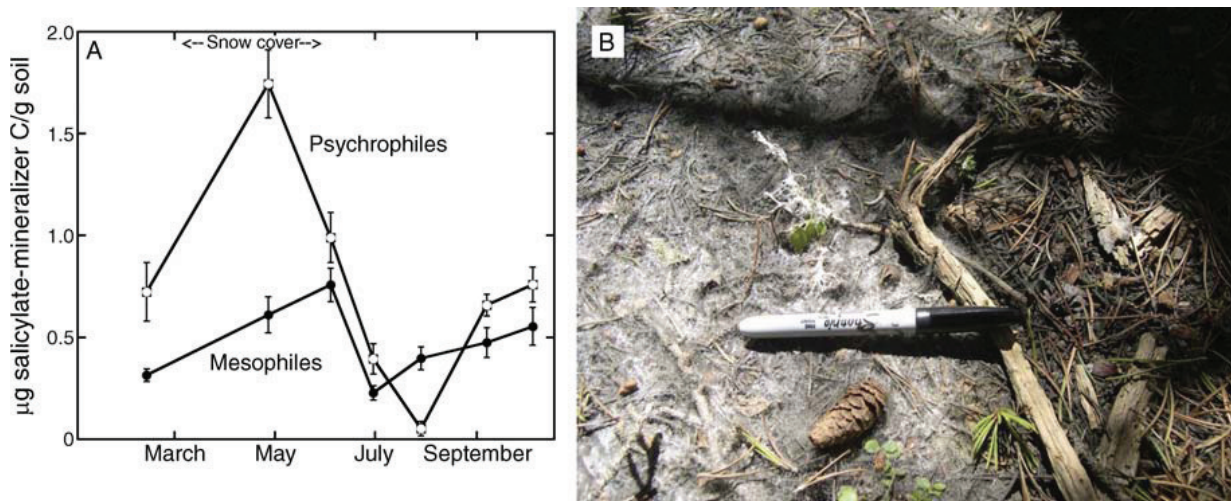 A
<-- Snow cover-->
Psychrophiles
Mesophiles
µg salicylate-mineralizer C/g soil
2.0
1.5
1.0
0.5
0
March May July September
B
Sharpie